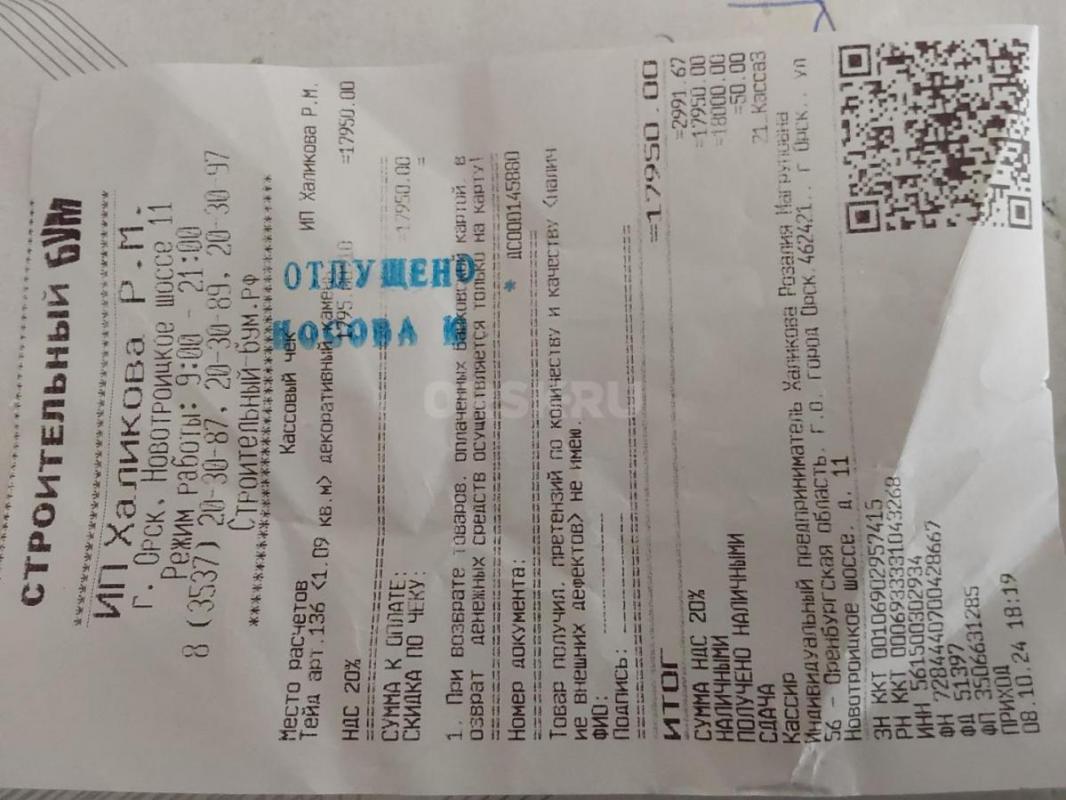 СТРОИТЕЛЬНЫЙ БУМ
ИП Халикова Р.М.
г. Орск, Новотроицкое шоссе 11
Режим работы: 9:00 - 21:00
8 (3537) 20-30-87, 20-30-89, 20-30 97
Строительный-бум.рф
Кассовый чек
Место расчетов ИП Халикова Р.М.
Тейд арт.136 <1.09 кв.м> декоративный
=17950.00
НДС 20%
СУММА К ОПЛАТЕ: =17950.00
СКИДКА ПО ЧЕКУ: =
ОТПУЩЕНО
НОСОВА
1. При возврате товаров, оплаченных банковской картой, в
озврат денежных средств осуществляется только на карту!
Номер документа: * ДС000145880
Товар получил, претензий по количеству и качеству <налич
ие внешних дефектов> не имею.
ФИО:
Подпись:
ИТОГ =17950.00
СУММА НДС 20% =2991.67
НАЛИЧНЫМИ =17950.00
ПОЛУЧЕНО НАЛИЧНЫМИ =18000.00
СДАЧА =50.00
Кассир 21 Касса3
Индивидуальный предприниматель Халикова Розалия
56 - Оренбургская область, г.о. город Орск,462421,, г Орск,, ул
Новотроицкое шоссе, д. 11
ЗН ККТ 00106902957415
РН ККТ 0006933331043268
ИНН 561500302934
ФН 7284440700428667
ФД 51397
ФП 3506631285
ПРИХОД
08.10.24 18:19
ORSK.RU